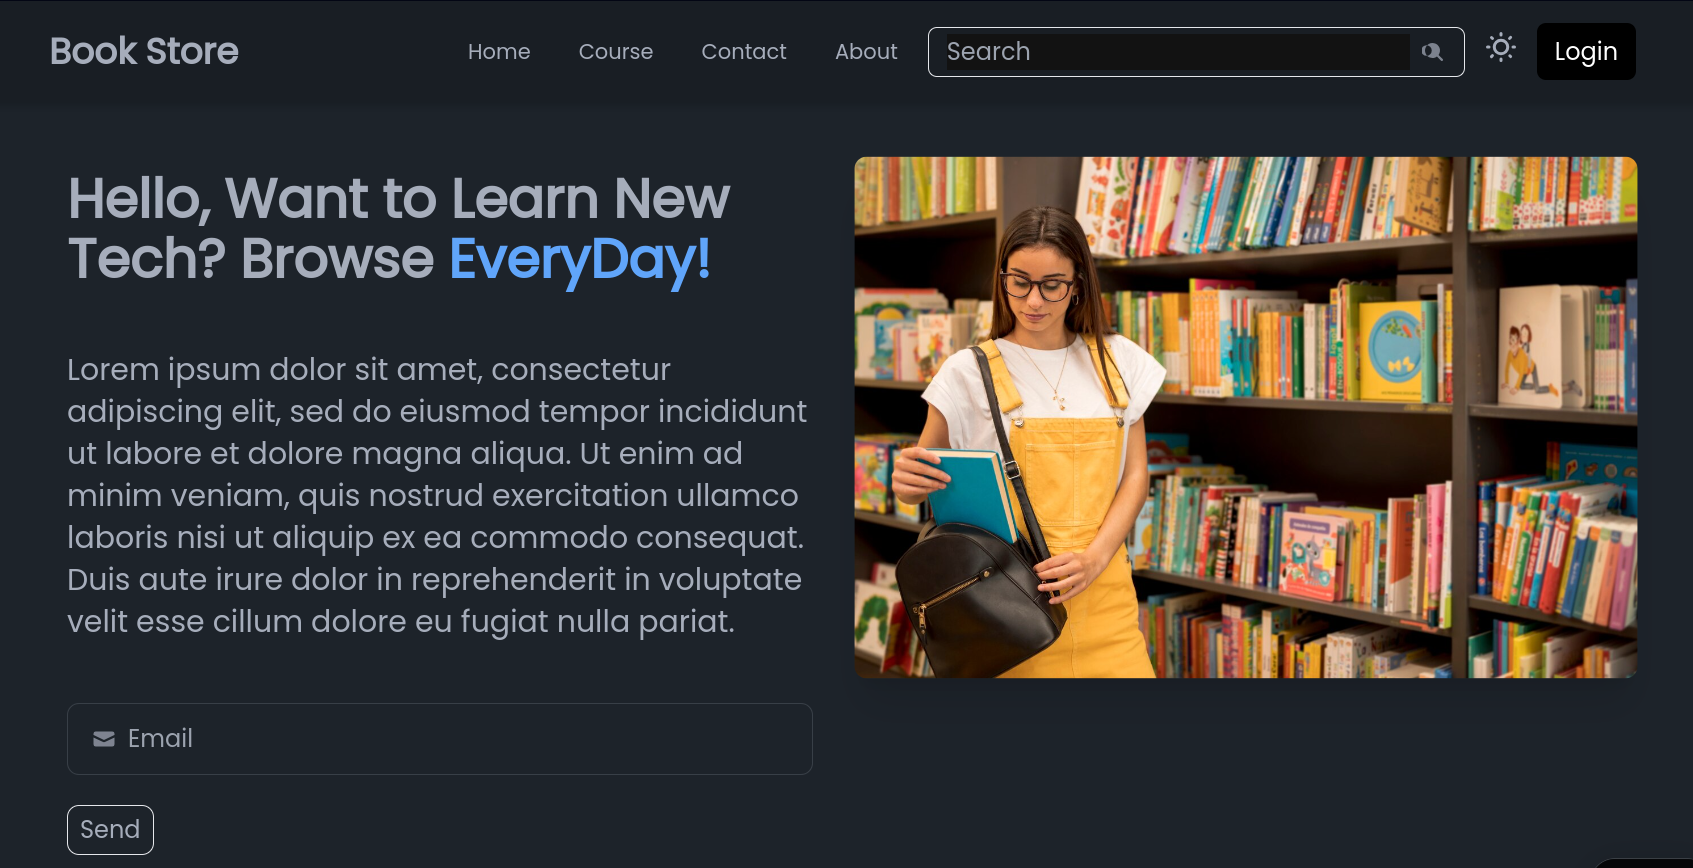 Book Store
Home
Course
Contact
About
Search
Login
Hello, Want to Learn New
Tech? Browse EveryDay!
Lorem ipsum dolor sit amet, consectetur
adipiscing elit, sed do eiusmod tempor incididunt
ut labore et dolore magna aliqua. Ut enim ad
minim veniam, quis nostrud exercitation ullamco
laboris nisi ut aliquip ex ea commodo consequat.
Duis aute irure dolor in reprehenderit in voluptate
velit esse cillum dolore eu fugiat nulla pariat.
Email
Send